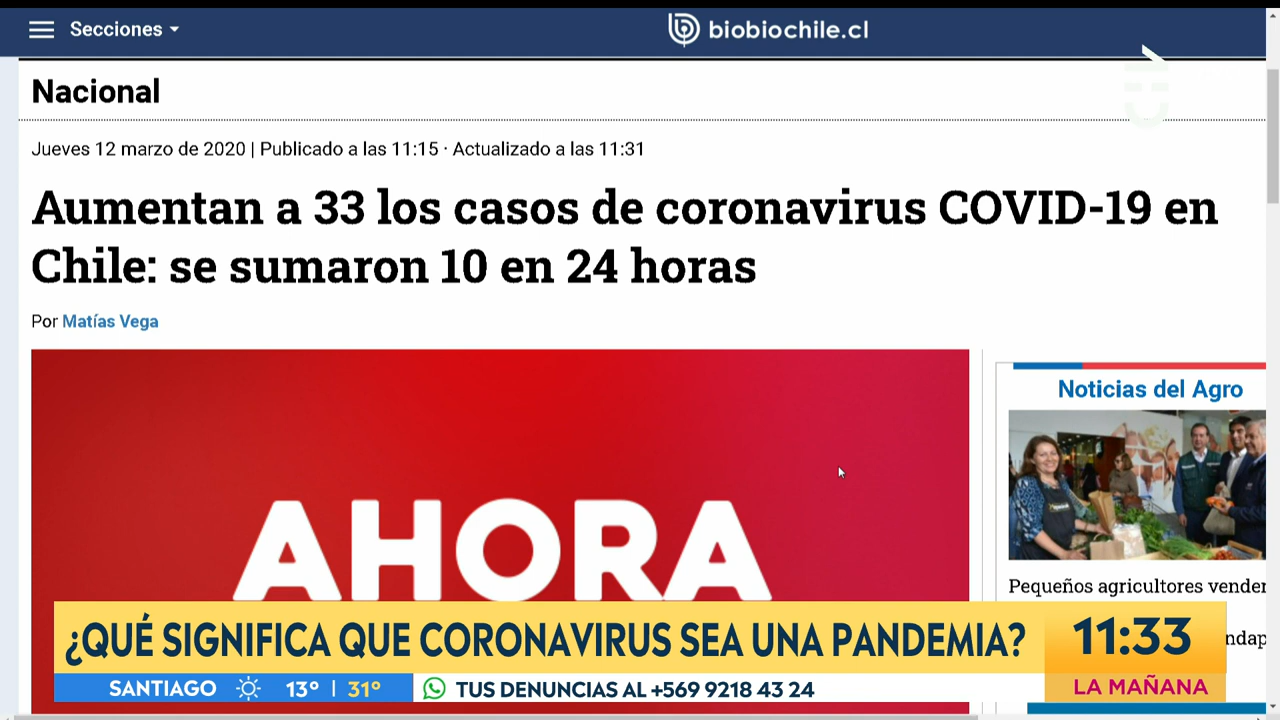 Secciones
biobiochile.cl
Nacional
Jueves 12 marzo de 2020 | Publicado a las 11:15 · Actualizado a las 11:31
Aumentan a 33 los casos de coronavirus COVID-19 en
Chile: se sumaron 10 en 24 horas
Por Matías Vega
AHORA
Noticias del Agro
Pequeños agricultores vender
¿QUÉ SIGNIFICA QUE CORONAVIRUS SEA UNA PANDEMIA?
11:33
LA MAÑANA
SANTIAGO 13° | 31°
TUS DENUNCIAS AL +569 9218 43 24